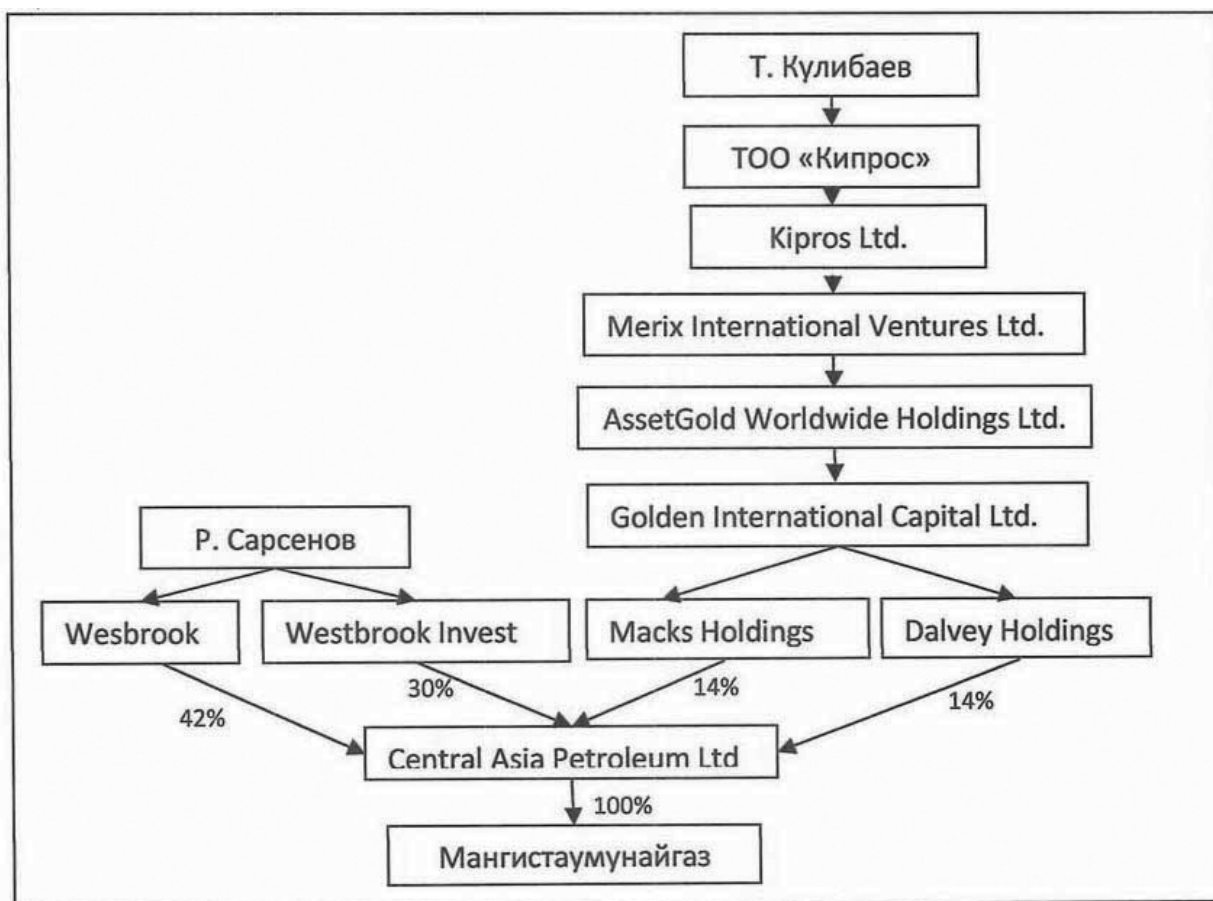 Т. Кулибаев
ТОО «Кипрос»
Kipros Ltd.
Merix International Ventures Ltd.
AssetGold Worldwide Holdings Ltd.
Golden International Capital Ltd.
Р. Сарсенов
Wesbrook
Westbrook Invest
Macks Holdings
Dalvey Holdings
42%
30%
14%
14%
Central Asia Petroleum Ltd
100%
Мангистаумунайгаз